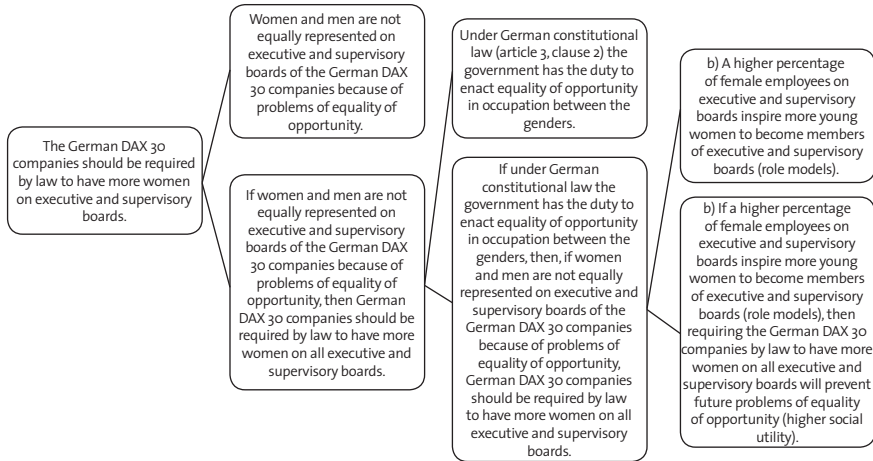 The German DAX 30
companies should be required
by law to have more women
on executive and supervisory
boards.
Women and men are not
equally represented on
executive and supervisory
boards of the German DAX
30 companies because of
problems of equality of
opportunity.
If women and men are not
equally represented on
executive and supervisory
boards of the German DAX
30 companies because of
problems of equality of
opportunity, then German
DAX 30 companies should be
required by law to have more
women on all executive and
supervisory boards.
Under German constitutional
law (article 3, clause 2) the
government has the duty to
enact equality of opportunity
in occupation between the
genders.
If under German
constitutional law the
government has the duty to
enact equality of opportunity
in occupation between the
genders, then, if women
and men are not equally
represented on executive and
supervisory boards of the
German DAX 30 companies
because of problems of
equality of opportunity,
German DAX 30 companies
should be required by law
to have more women on all
executive and supervisory
boards.
b) A higher percentage
of female employees on
executive and supervisory
boards inspire more young
women to become members
of executive and supervisory
boards (role models).
b) If a higher percentage
of female employees on
executive and supervisory
boards inspire more young
women to become members
of executive and supervisory
boards (role models), then
requiring the German DAX 30
companies by law to have more
women on all executive and
supervisory boards will prevent
future problems of equality
of opportunity (higher social
utility).